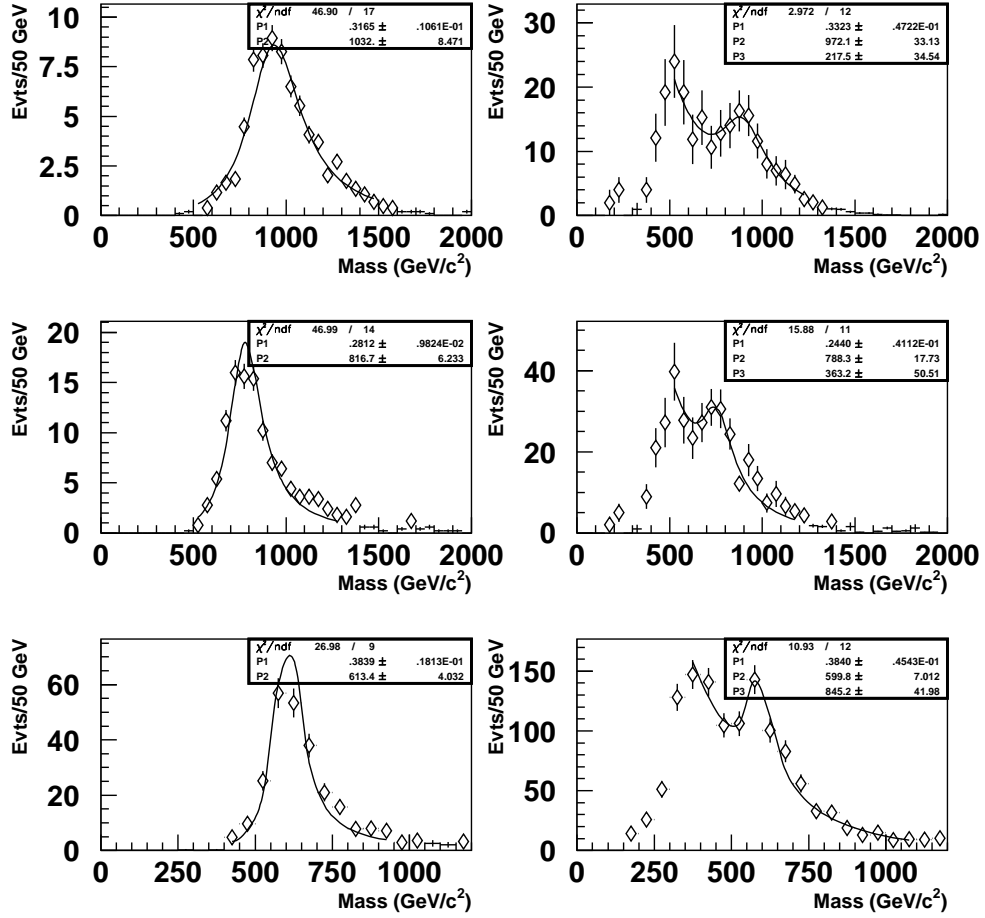 χ²/ndf 46.90 / 17
P1 .3165 ± .1061E-01
P2 1032. ± 8.471
Evts/50 GeV
10
7.5
5
2.5
0
0 500 1000 1500 2000
Mass (GeV/c²)
χ²/ndf 2.972 / 12
P1 .3323 ± .4722E-01
P2 972.1 ± 33.13
P3 217.5 ± 34.54
Evts/50 GeV
30
20
10
0
0 500 1000 1500 2000
Mass (GeV/c²)
χ²/ndf 46.99 / 14
P1 .2812 ± .9824E-02
P2 816.7 ± 6.233
Evts/50 GeV
20
15
10
5
0
0 500 1000 1500 2000
Mass (GeV/c²)
χ²/ndf 15.88 / 11
P1 .2440 ± .4112E-01
P2 788.3 ± 17.73
P3 363.2 ± 50.51
Evts/50 GeV
40
20
0
0 500 1000 1500 2000
Mass (GeV/c²)
χ²/ndf 26.98 / 9
P1 .3839 ± .1813E-01
P2 613.4 ± 4.032
Evts/50 GeV
60
40
20
0
0 250 500 750 1000
Mass (GeV/c²)
χ²/ndf 10.93 / 12
P1 .3840 ± .4543E-01
P2 599.8 ± 7.012
P3 845.2 ± 41.98
Evts/50 GeV
150
100
50
0
0 250 500 750 1000
Mass (GeV/c²)